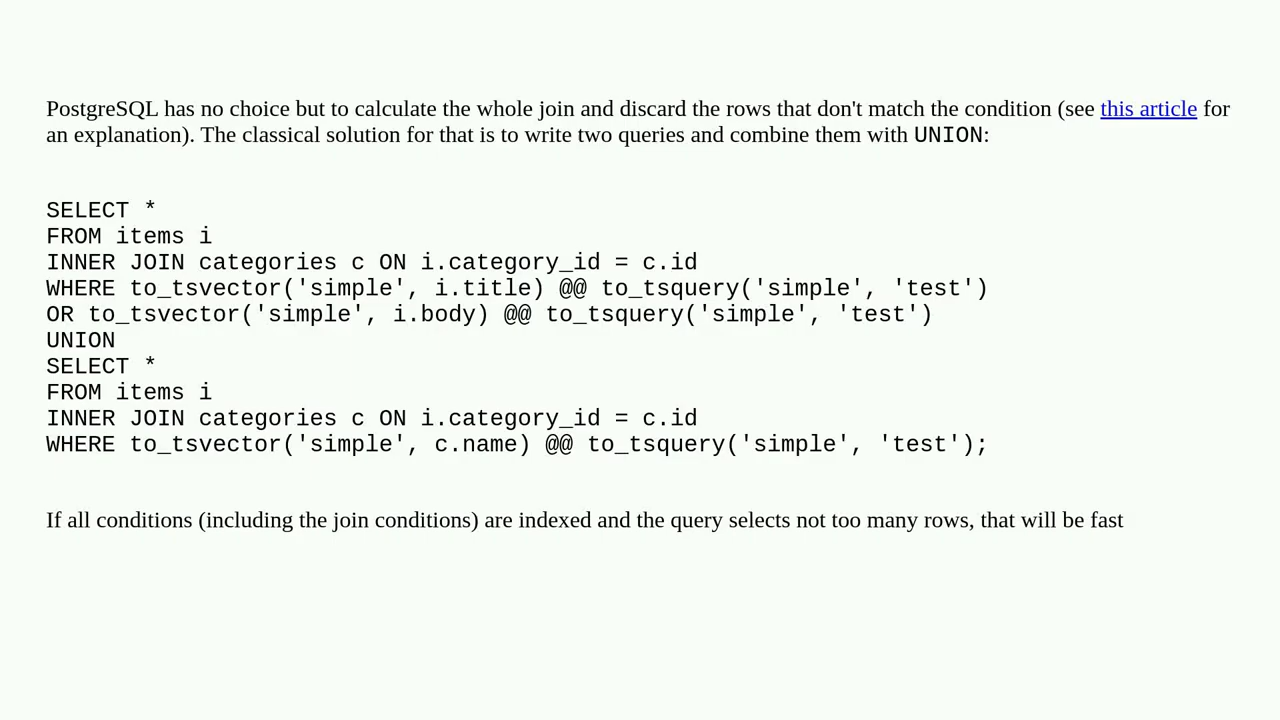 PostgreSQL has no choice but to calculate the whole join and discard the rows that don't match the condition (see this article for
an explanation). The classical solution for that is to write two queries and combine them with UNION:
SELECT *
FROM items i
INNER JOIN categories c ON i.category_id = c.id
WHERE to_tsvector('simple', i.title) @@ to_tsquery('simple', 'test')
OR to_tsvector('simple', i.body) @@ to_tsquery('simple', 'test')
UNION
SELECT *
FROM items i
INNER JOIN categories c ON i.category_id = c.id
WHERE to_tsvector('simple', c.name) @@ to_tsquery('simple', 'test');
If all conditions (including the join conditions) are indexed and the query selects not too many rows, that will be fast